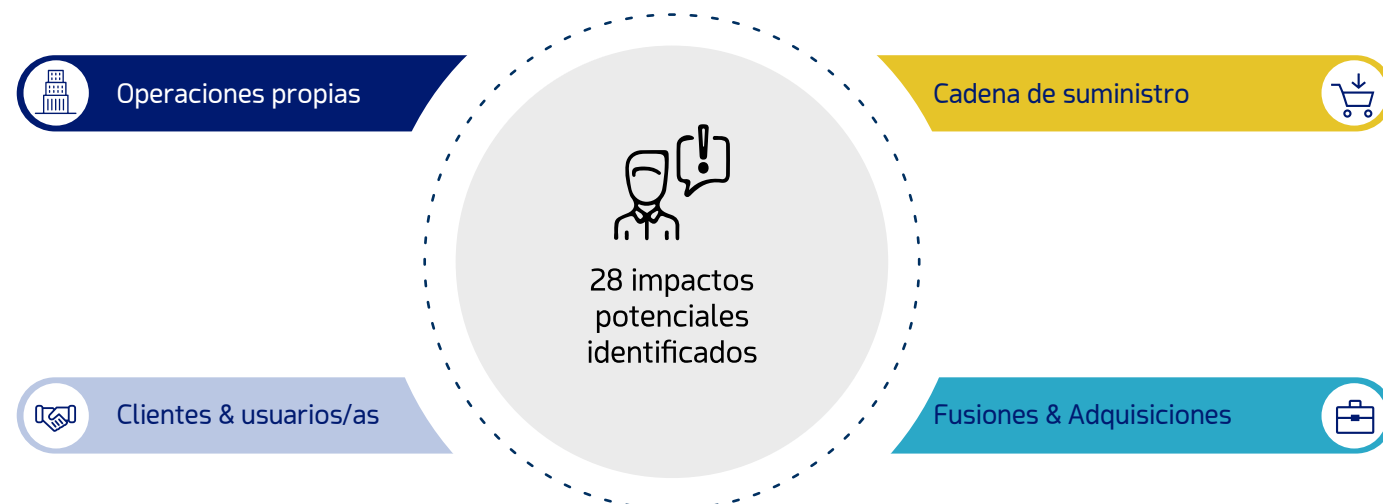 Operaciones propias
Cadena de suministro
28 impactos
potenciales
identificados
Clientes & usuarios/as
Fusiones & Adquisiciones